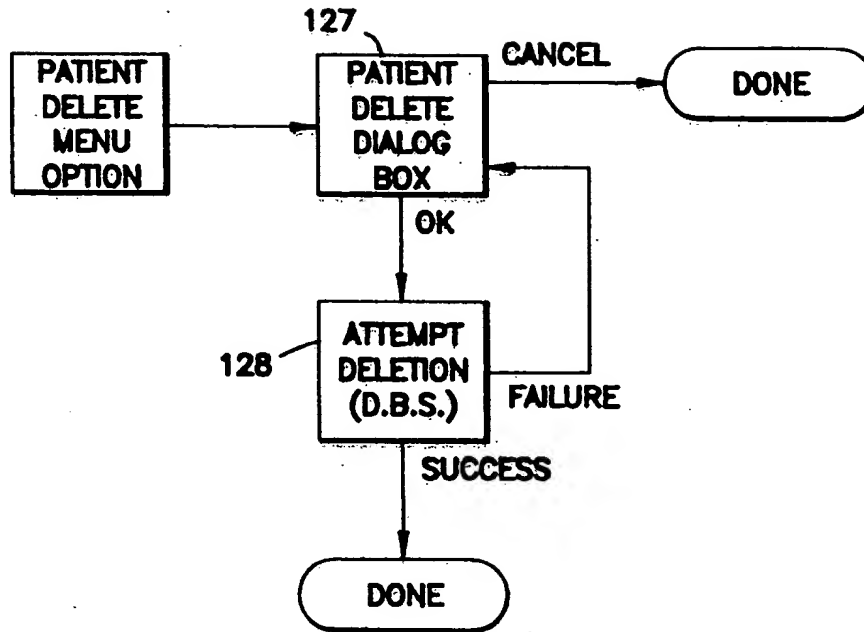 127
PATIENT
DELETE
MENU
OPTION
PATIENT
DELETE
DIALOG
BOX
CANCEL
DONE
OK
128
ATTEMPT
DELETION
(D.B.S.)
FAILURE
SUCCESS
DONE